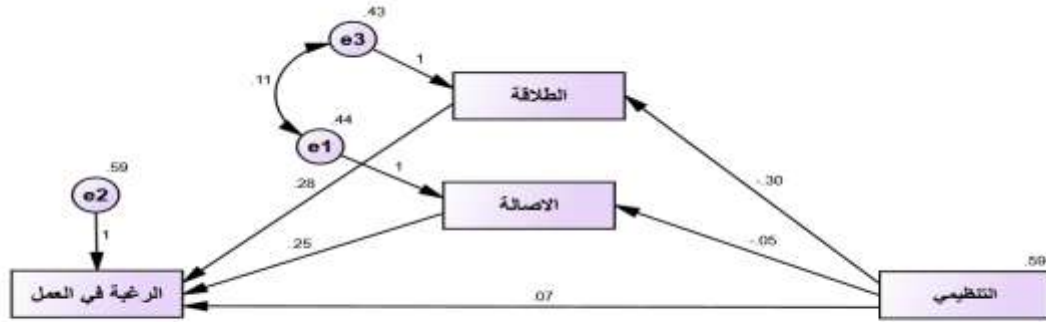 .43
e3
1
.11
الطلاقة
.44
e1
1
.59
e2
.28
-.30
الاصالة
1
.25
-.05
.59
الرغبة في العمل
.07
التنظيمي